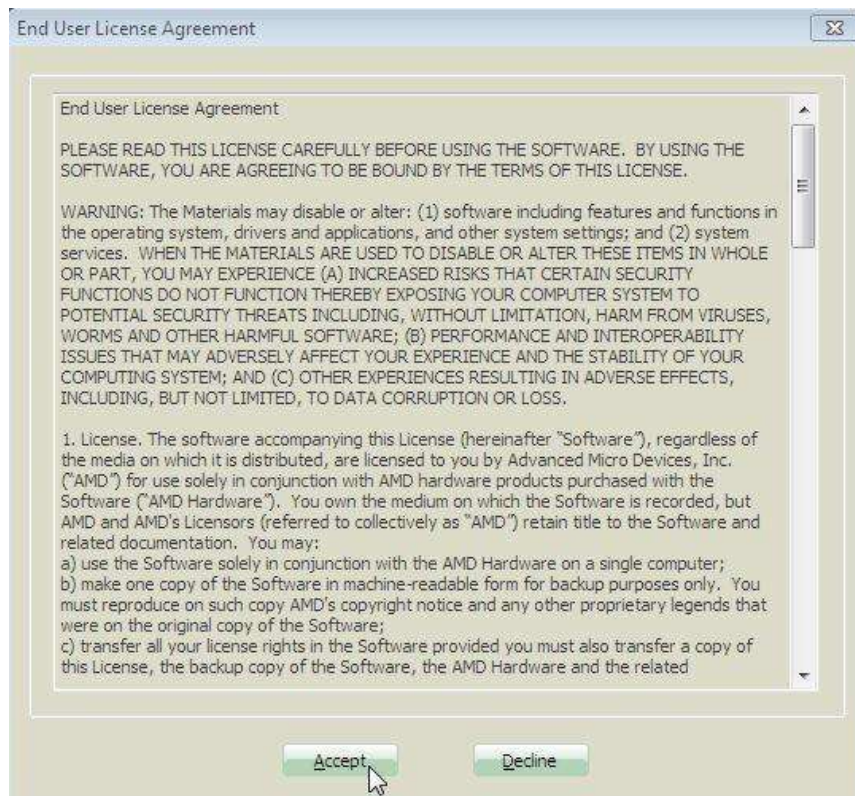 End User License Agreement
End User License Agreement
PLEASE READ THIS LICENSE CAREFULLY BEFORE USING THE SOFTWARE.  BY USING THE
SOFTWARE, YOU ARE AGREEING TO BE BOUND BY THE TERMS OF THIS LICENSE.
WARNING: The Materials may disable or alter: (1) software including features and functions in
the operating system, drivers and applications, and other system settings; and (2) system
services.  WHEN THE MATERIALS ARE USED TO DISABLE OR ALTER THESE ITEMS IN WHOLE
OR PART, YOU MAY EXPERIENCE (A) INCREASED RISKS THAT CERTAIN SECURITY
FUNCTIONS DO NOT FUNCTION THEREBY EXPOSING YOUR COMPUTER SYSTEM TO
POTENTIAL SECURITY THREATS INCLUDING, WITHOUT LIMITATION, HARM FROM VIRUSES,
WORMS AND OTHER HARMFUL SOFTWARE; (B) PERFORMANCE AND INTEROPERABILITY
ISSUES THAT MAY ADVERSELY AFFECT YOUR EXPERIENCE AND THE STABILITY OF YOUR
COMPUTING SYSTEM; AND (C) OTHER EXPERIENCES RESULTING IN ADVERSE EFFECTS,
INCLUDING, BUT NOT LIMITED, TO DATA CORRUPTION OR LOSS.
1. License. The software accompanying this License (hereinafter "Software"), regardless of
the media on which it is distributed, are licensed to you by Advanced Micro Devices, Inc.
("AMD") for use solely in conjunction with AMD hardware products purchased with the
Software ("AMD Hardware").  You own the medium on which the Software is recorded, but
AMD and AMD's Licensors (referred to collectively as "AMD") retain title to the Software and
related documentation.  You may:
a) use the Software solely in conjunction with the AMD Hardware on a single computer;
b) make one copy of the Software in machine-readable form for backup purposes only.  You
must reproduce on such copy AMD's copyright notice and any other proprietary legends that
were on the original copy of the Software;
c) transfer all your license rights in the Software provided you must also transfer a copy of
this License, the backup copy of the Software, the AMD Hardware and the related
Accept
Decline